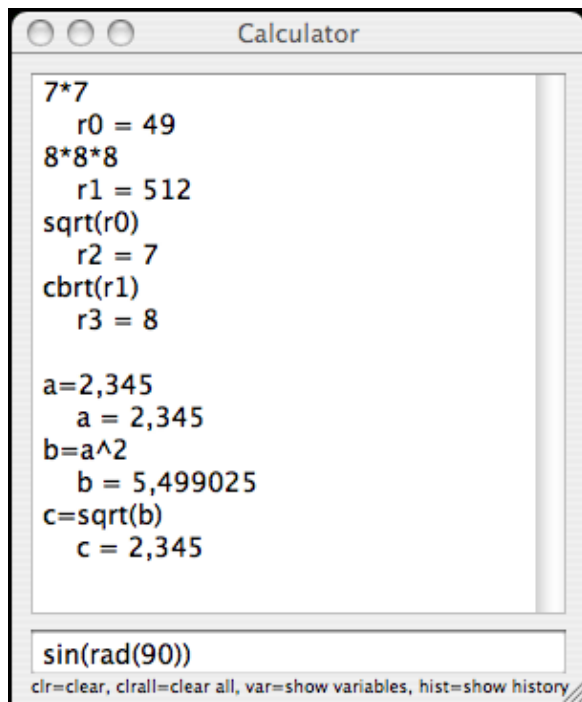 Calculator
7*7
r0 = 49
8*8*8
r1 = 512
sqrt(r0)
r2 = 7
cbrt(r1)
r3 = 8
a=2,345
a = 2,345
b=a^2
b = 5,499025
c=sqrt(b)
c = 2,345
sin(rad(90))
clr=clear, clrall=clear all, var=show variables, hist=show history